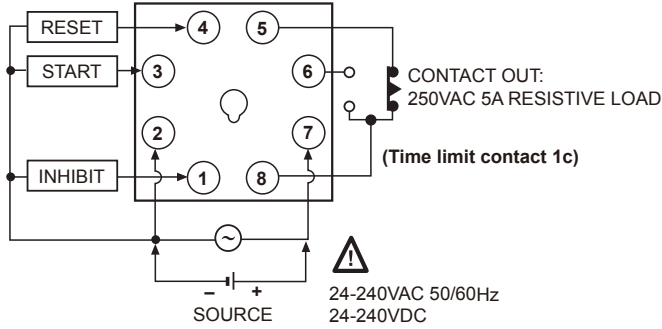 RESET
4
5
START
3
6
CONTACT OUT:
250VAC 5A RESISTIVE LOAD
2
7
(Time limit contact 1c)
INHIBIT
1
8
~
!
– +
SOURCE
24-240VAC 50/60Hz
24-240VDC